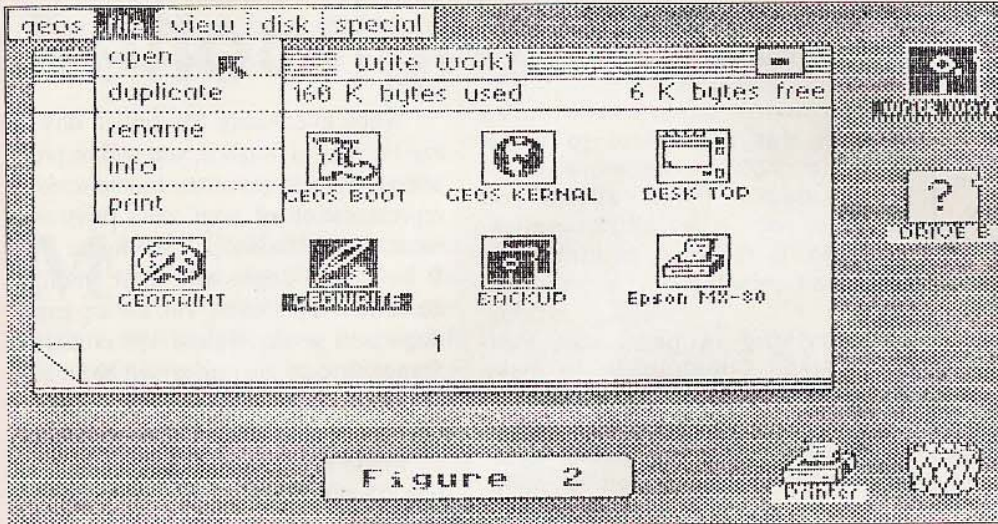 geos file view disk special
open
duplicate
rename
info
print
write work1
168 K bytes used 6 K bytes free
GEOS BOOT GEOS KERNAL DESK TOP
?
DRIVE B
GEOPAINT GEOWRITE BACKUP Epson MX-80
1
Figure 2
Printer